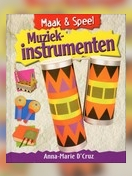 Maak & Speel
Muziek-
instrumenten
Anna-Marie D'Cruz